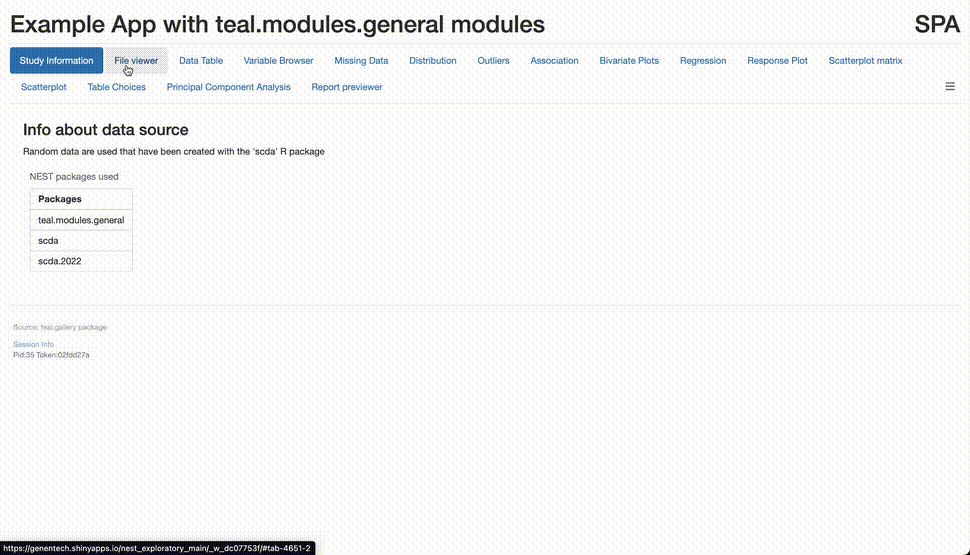 Example App with teal.modules.general modules SPA
Study Information File viewer Data Table Variable Browser Missing Data Distribution Outliers Association Bivariate Plots Regression Response Plot Scatterplot matrix
Scatterplot Table Choices Principal Component Analysis Report previewer
Info about data source
Random data are used that have been created with the 'scda' R package
NEST packages used
Packages
teal.modules.general
scda
scda.2022
Source: teal.gallery package
Session Info
Pid:35 Token:02fdd27a
https://genentech.shinyapps.io/nest_exploratory_main/_w_dc07753f/#tab-4651-2